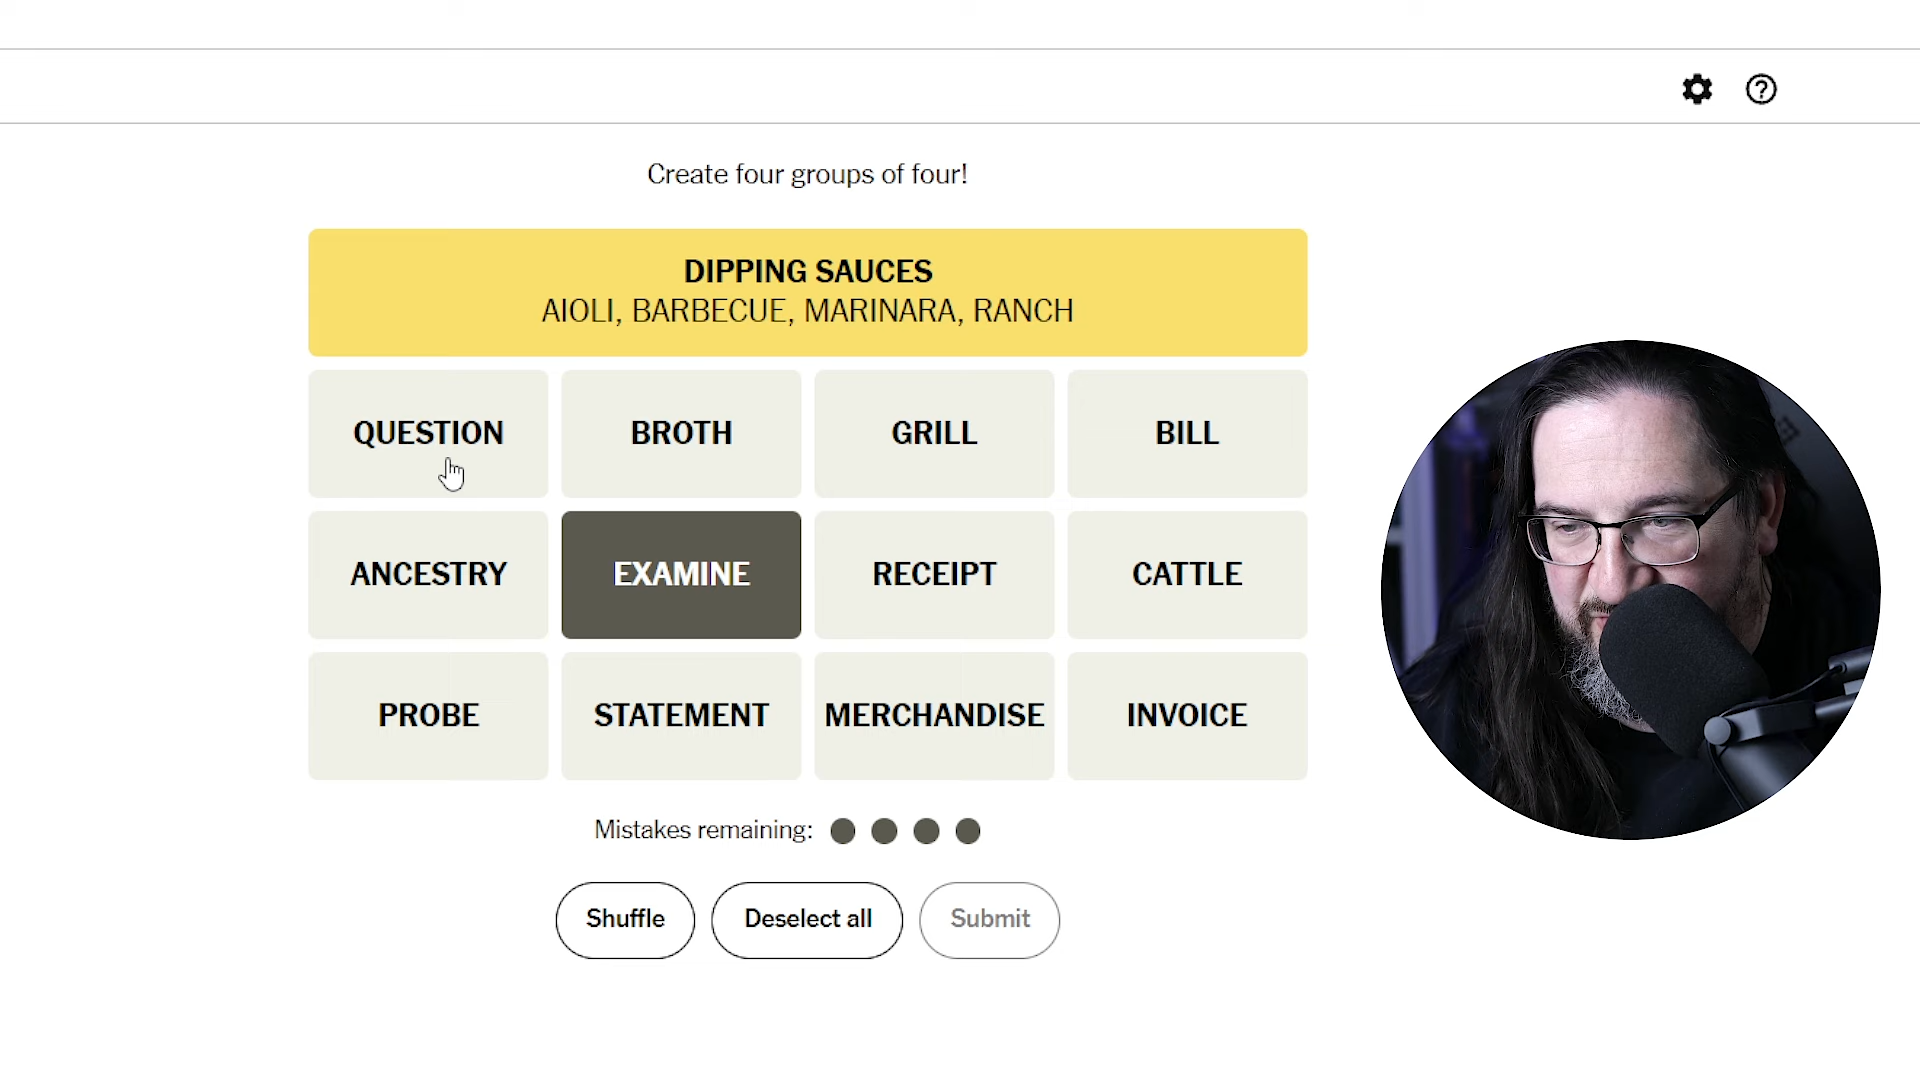 Create four groups of four!
DIPPING SAUCES
AIOLI, BARBECUE, MARINARA, RANCH
QUESTION BROTH GRILL BILL
ANCESTRY EXAMINE RECEIPT CATTLE
PROBE STATEMENT MERCHANDISE INVOICE
Mistakes remaining:
Shuffle Deselect all Submit